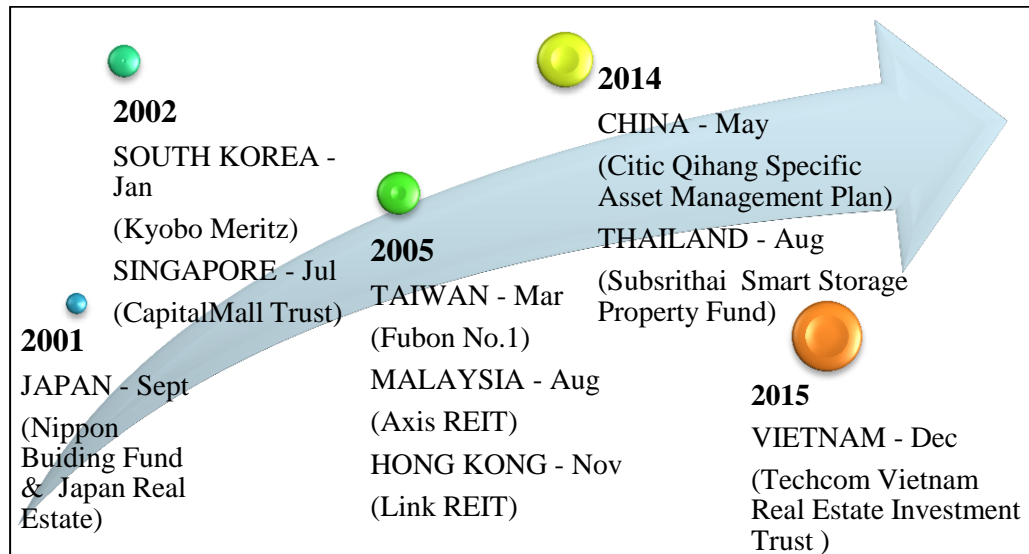 2001
JAPAN - Sept
(Nippon
Buiding Fund
& Japan Real
Estate)
2002
SOUTH KOREA -
Jan
(Kyobo Meritz)
SINGAPORE - Jul
(CapitalMall Trust)
2005
TAIWAN - Mar
(Fubon No.1)
MALAYSIA - Aug
(Axis REIT)
HONG KONG - Nov
(Link REIT)
2014
CHINA - May
(Citic Qihang Specific
Asset Management Plan)
THAILAND - Aug
(Subsrithai Smart Storage
Property Fund)
2015
VIETNAM - Dec
(Techcom Vietnam
Real Estate Investment
Trust )